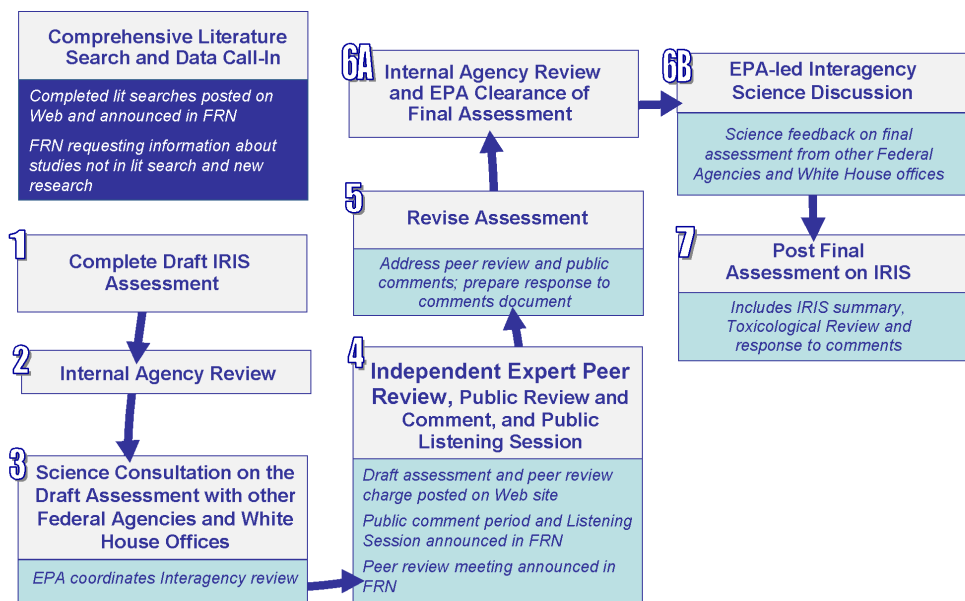 Comprehensive Literature
Search and Data Call-In
Completed lit searches posted on
Web and announced in FRN
FRN requesting information about
studies not in lit search and new
research
1
Complete Draft IRIS
Assessment
2
Internal Agency Review
3
Science Consultation on the
Draft Assessment with other
Federal Agencies and White
House Offices
EPA coordinates Interagency review
4
Independent Expert Peer
Review, Public Review and
Comment, and Public
Listening Session
Draft assessment and peer review
charge posted on Web site
Public comment period and Listening
Session announced in FRN
Peer review meeting announced in
FRN
5
Revise Assessment
Address peer review and public
comments; prepare response to
comments document
6A
Internal Agency Review
and EPA Clearance of
Final Assessment
6B
EPA-led Interagency
Science Discussion
Science feedback on final
assessment from other Federal
Agencies and White House offices
7
Post Final
Assessment on IRIS
Includes IRIS summary,
Toxicological Review and
response to comments